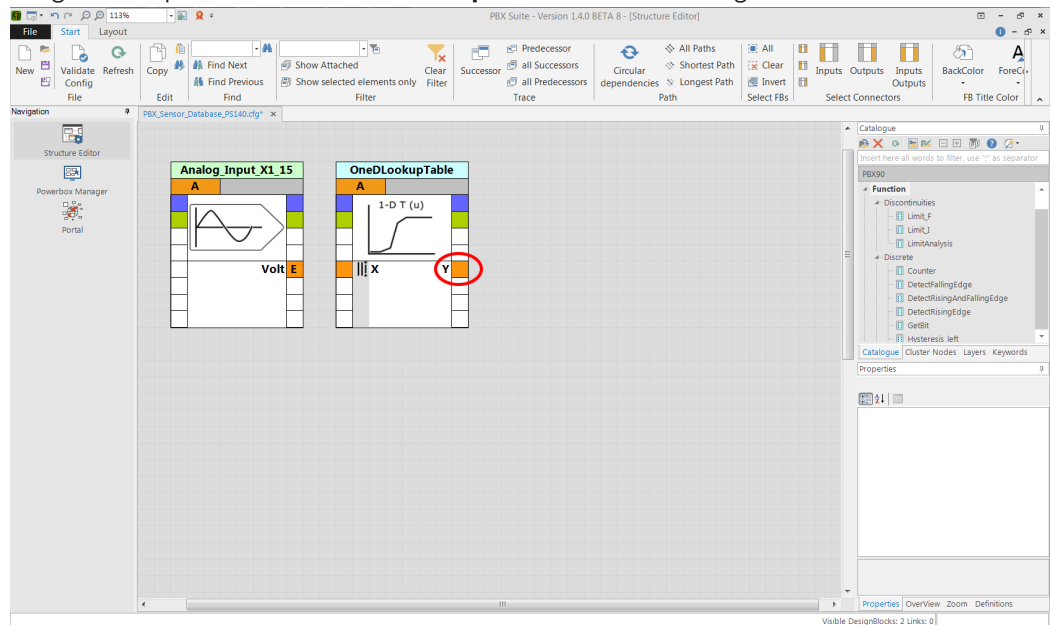 113%
PBX Suite - Version 1.4.0 BETA 8 - [Structure Editor]
File Start Layout
New Validate Config Refresh
File
Copy
Edit
Find Next
Find Previous
Find
Show Attached
Show selected elements only
Clear Filter
Filter
Successor
Predecessor
all Successors
all Predecessors
Trace
Circular dependencies
All Paths
Shortest Path
Longest Path
Path
All
Clear
Invert
Select FBs
Inputs Outputs Inputs Outputs
Select Connectors
BackColor
FB Title Color
Navigation
Structure Editor
Powerbox Manager
Portal
PBX_Sensor_Database_PS140.cfg*
Analog_Input_X1_15
A
Volt E
OneDLookupTable
A
1-D T (u)
X Y
Catalogue
Insert here all words to filter, use ";" as separator
PBX90
Function
Discontinuities
Limit_F
Limit_I
LimitAnalysis
Discrete
Counter
DetectFallingEdge
DetectRisingAndFallingEdge
DetectRisingEdge
GetBit
Hysteresis left
Catalogue Cluster Nodes Layers Keywords
Properties
Properties OverView Zoom Definitions
Visible DesignBlocks: 2 Links: 0